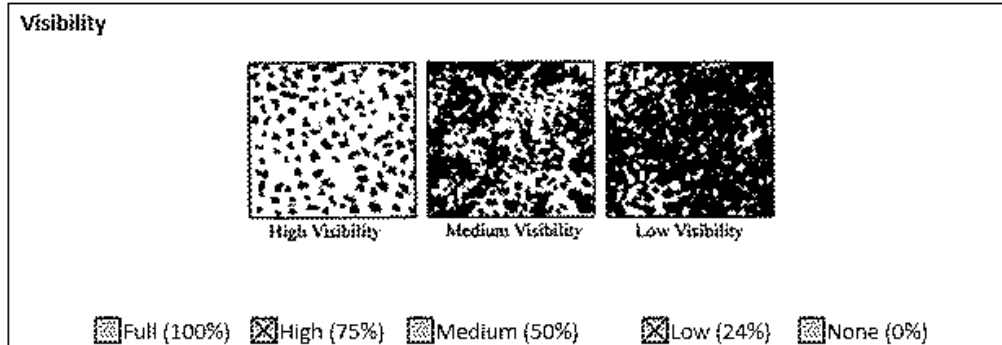 Visibility
High Visibility Medium Visibility Low Visibility
Full (100%) High (75%) Medium (50%) Low (24%) None (0%)